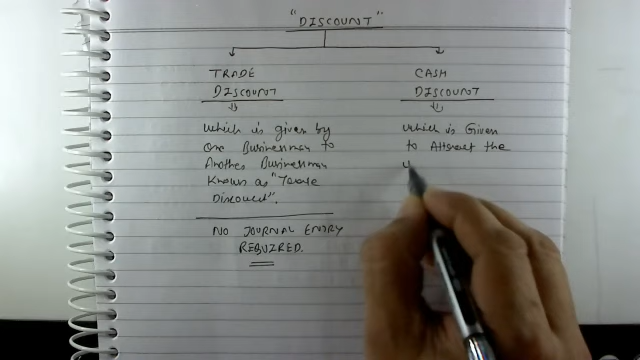 "DISCOUNT"
TRADE
DISCOUNT
which is given by
one Businessman to
Another Businessman
Known as "Trade
Discount".
NO JOURNAL ENTRY
REQUIRED.
CASH
DISCOUNT
which is Given
to Attract the